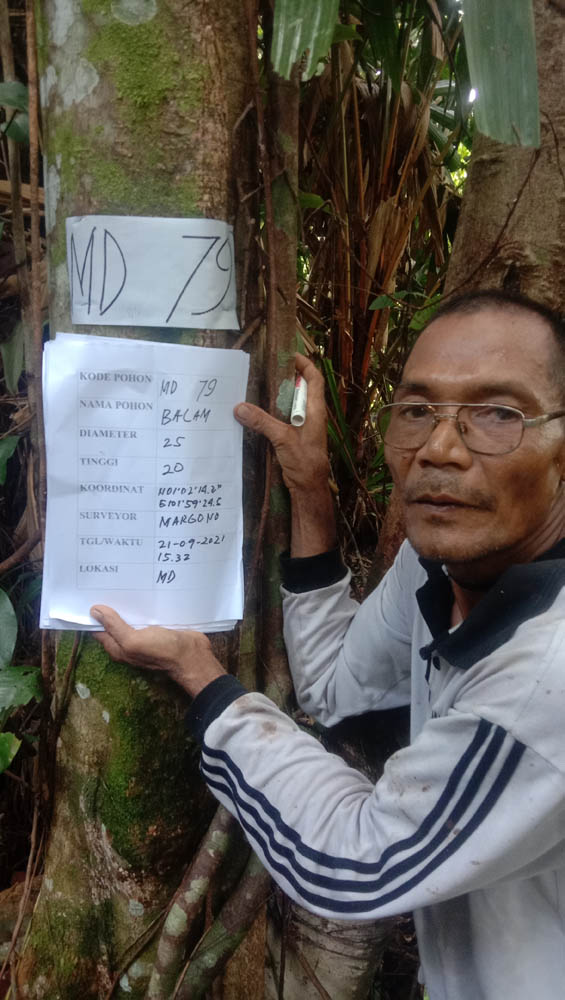 MD 79
KODE POHON MD 79
NAMA POHON BALAM
DIAMETER 25
TINGGI 20
KOORDINAT N01°02'14.2"
E101°59'24.5
SURVEYOR MARGONO
TGL/WAKTU 21-09-2021
15.32
LOKASI MD